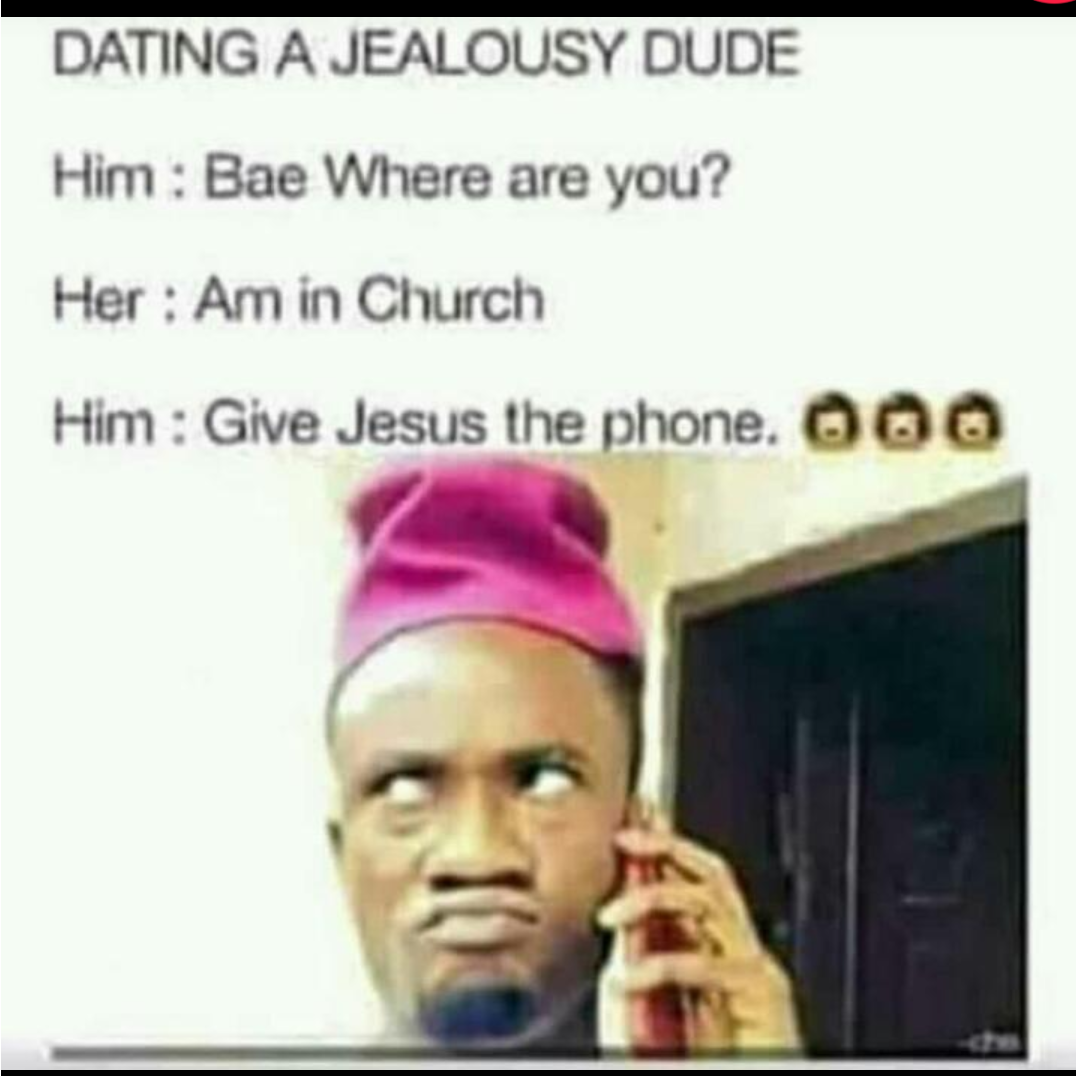 DATING A JEALOUSY DUDE
Him : Bae Where are you?
Her : Am in Church
Him : Give Jesus the phone.